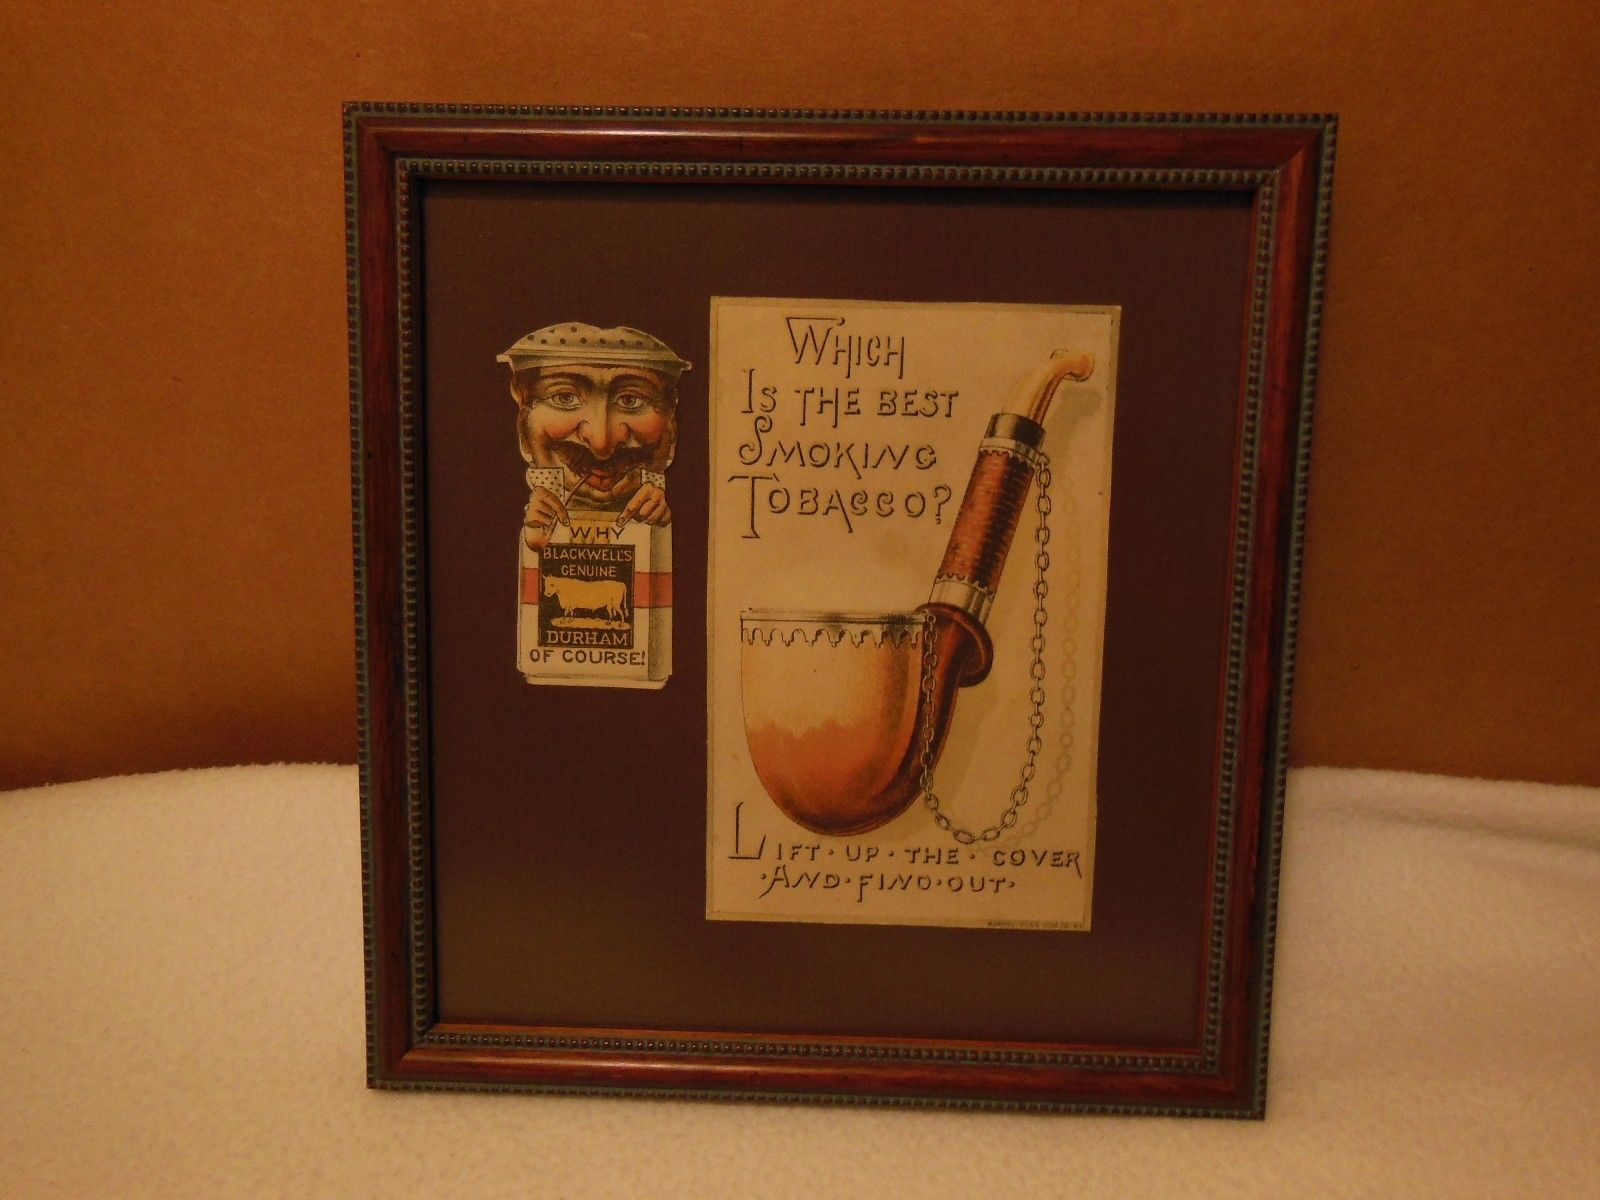 WHICH
IS THE BEST
SMOKING
TOBACCO?
LIFT · UP · THE · COVER
· AND · FIND · OUT ·
WHY
BLACKWELL'S
GENUINE
DURHAM
OF COURSE!